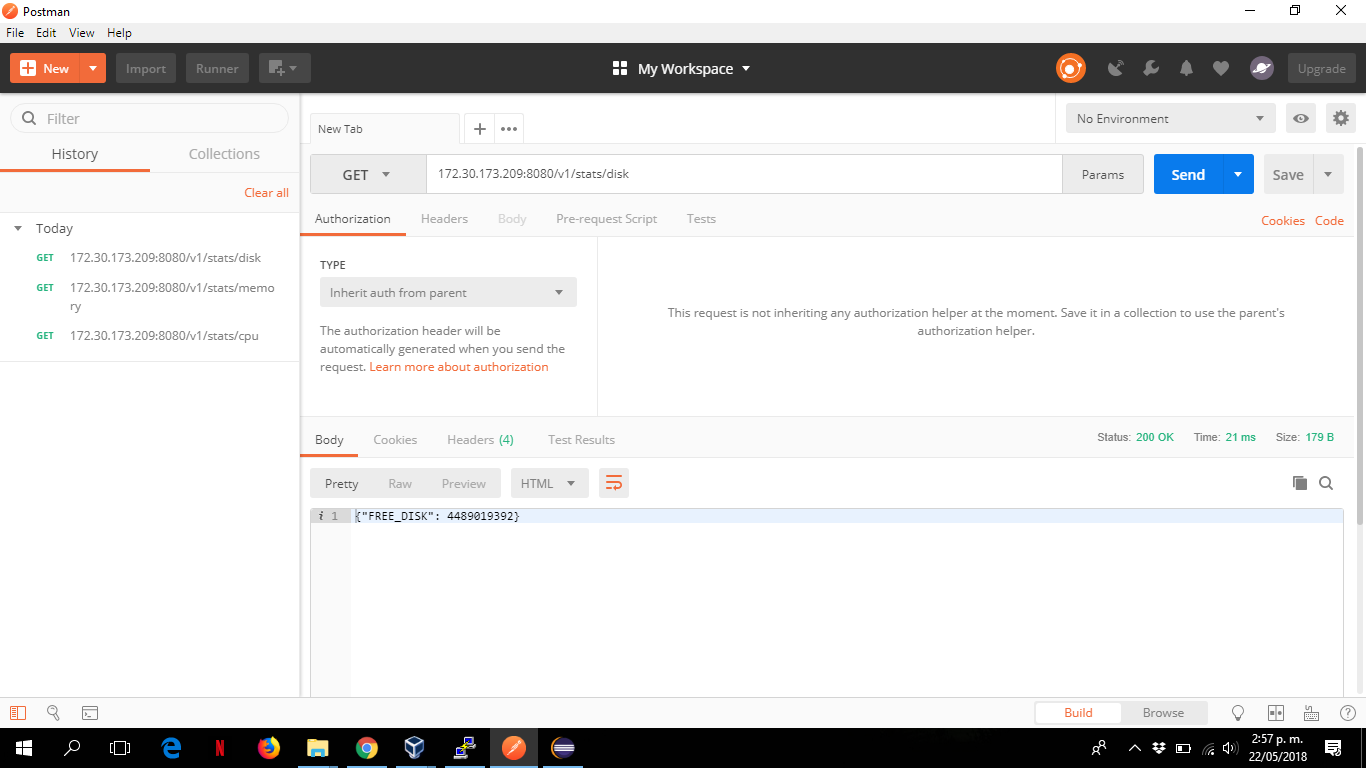 Postman
File Edit View Help
New
Import
Runner
My Workspace
Upgrade
Filter
History
Collections
Clear all
Today
GET 172.30.173.209:8080/v1/stats/disk
GET 172.30.173.209:8080/v1/stats/memo
ry
GET 172.30.173.209:8080/v1/stats/cpu
New Tab
No Environment
GET
172.30.173.209:8080/v1/stats/disk
Params
Send
Save
Authorization Headers Body Pre-request Script Tests
Cookies Code
TYPE
Inherit auth from parent
The authorization header will be
automatically generated when you send the
request. Learn more about authorization
This request is not inheriting any authorization helper at the moment. Save it in a collection to use the parent's
authorization helper.
Body Cookies Headers (4) Test Results
Status: 200 OK Time: 21 ms Size: 179 B
Pretty Raw Preview
HTML
i 1 {"FREE_DISK": 4489019392}
Build Browse
2:57 p. m.
22/05/2018